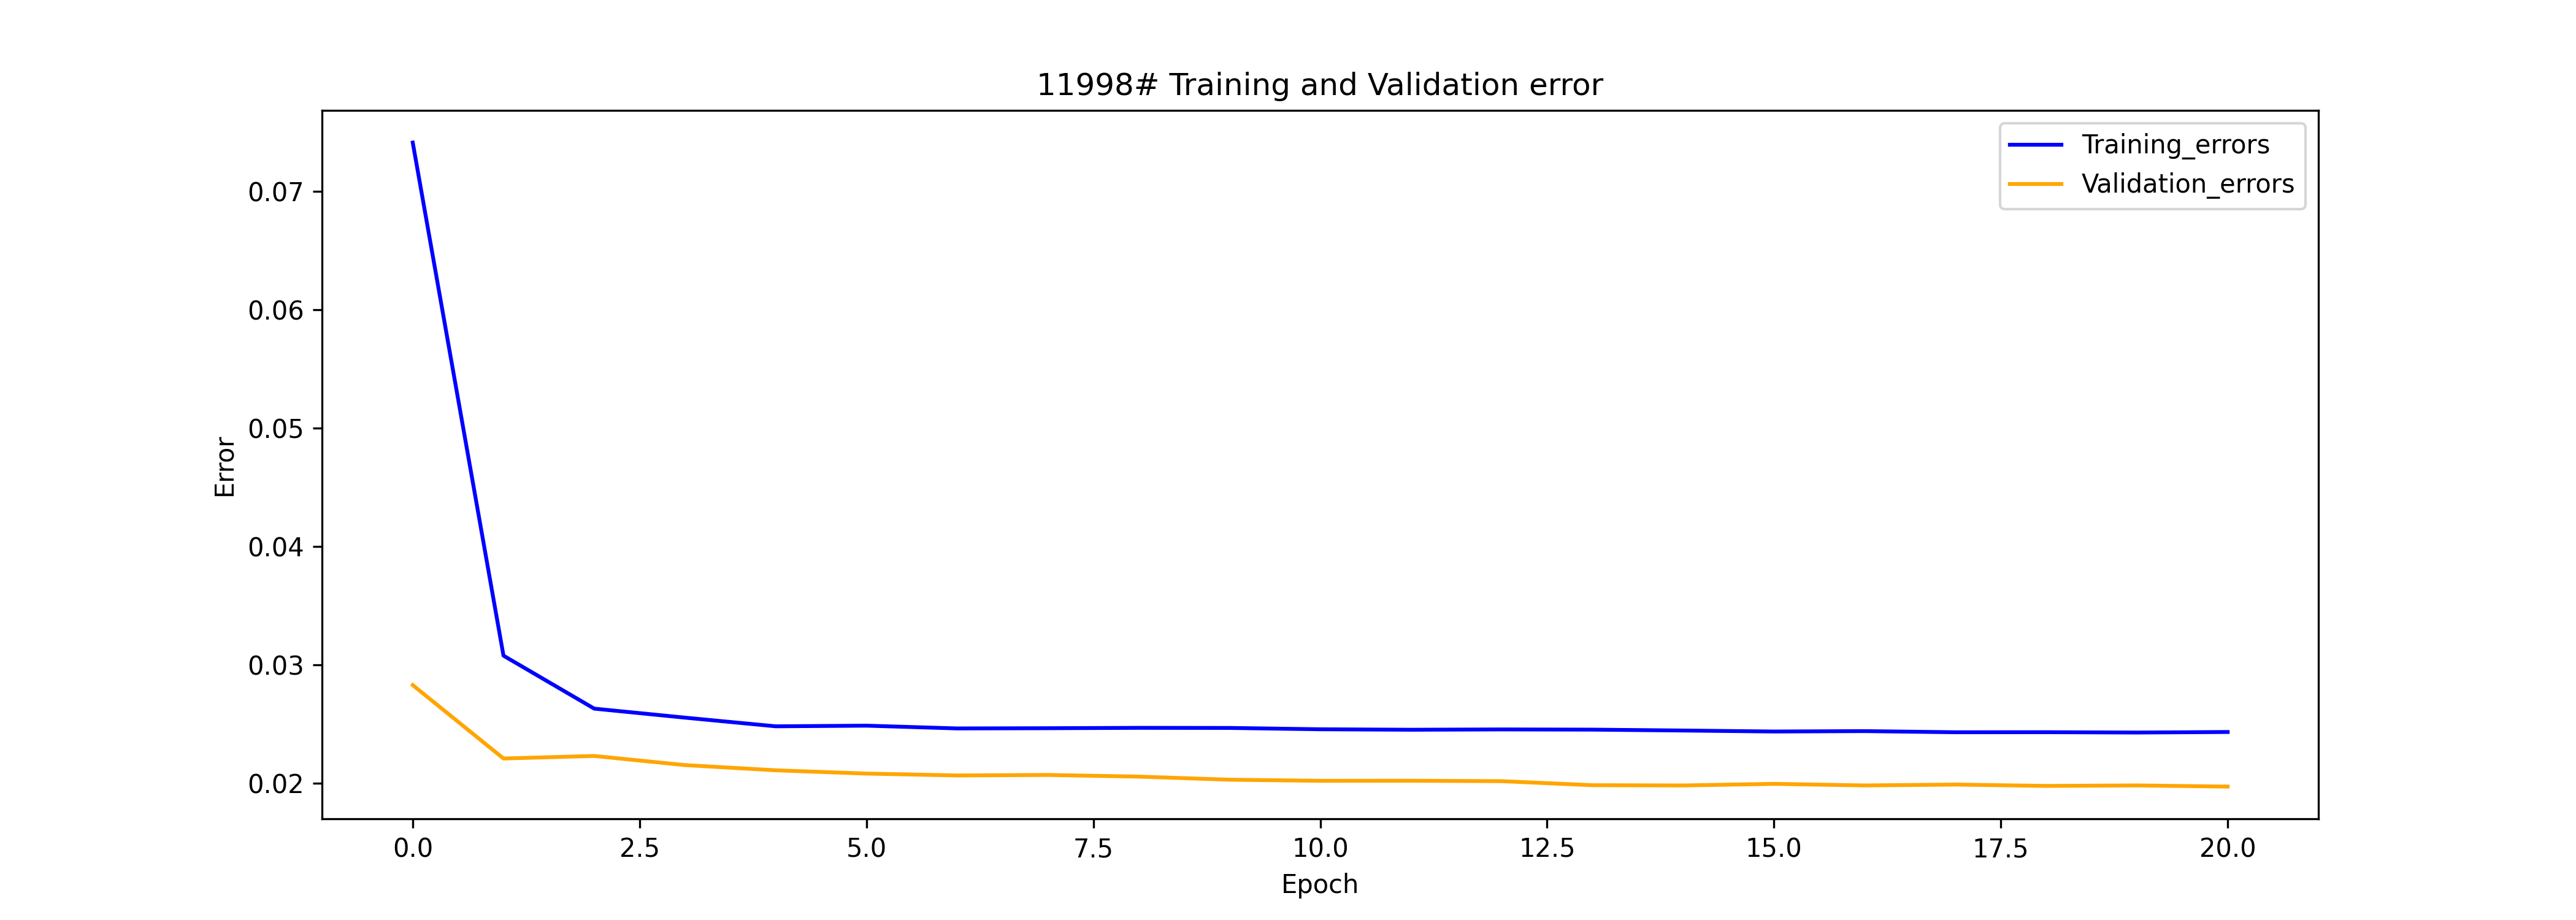 11998# Training and Validation error
Training_errors
Validation_errors
0.07
0.06
0.05
0.04
0.03
0.02
Error
0.0 2.5 5.0 7.5 10.0 12.5 15.0 17.5 20.0
Epoch